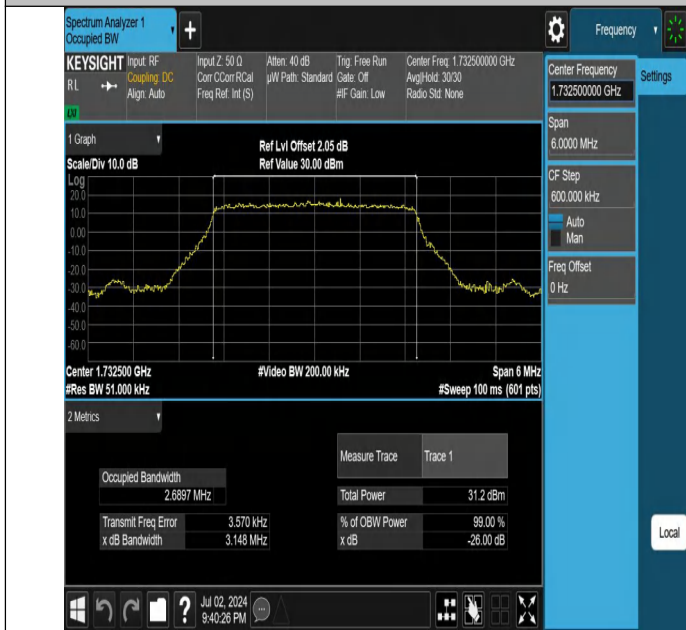 Spectrum Analyzer 1
Occupied BW
+
Frequency
KEYSIGHT
Input: RF
Input Z: 50 Ω
Atten: 40 dB
Trig: Free Run
Center Freq: 1.732500000 GHz
RL
Coupling: DC
Corr CCorr RCal
µW Path: Standard
Gate: Off
Avg|Hold: 30/30
Align: Auto
Freq Ref: Int (S)
#IF Gain: Low
Radio Std: None
LXI
Center Frequency
1.732500000 GHz
Settings
Span
6.0000 MHz
CF Step
600.000 kHz
Auto
Man
Freq Offset
0 Hz
1 Graph
Ref Lvl Offset 2.05 dB
Scale/Div 10.0 dB
Ref Value 30.00 dBm
Log
20.0
10.0
0.00
-10.0
-20.0
-30.0
-40.0
-50.0
-60.0
Center 1.732500 GHz
#Video BW 200.00 kHz
Span 6 MHz
#Res BW 51.000 kHz
#Sweep 100 ms (601 pts)
2 Metrics
Measure Trace
Trace 1
Occupied Bandwidth
2.6897 MHz
Total Power
31.2 dBm
Transmit Freq Error
3.570 kHz
% of OBW Power
99.00 %
x dB Bandwidth
3.148 MHz
x dB
-26.00 dB
Local
?
Jul 02, 2024
9:40:26 PM